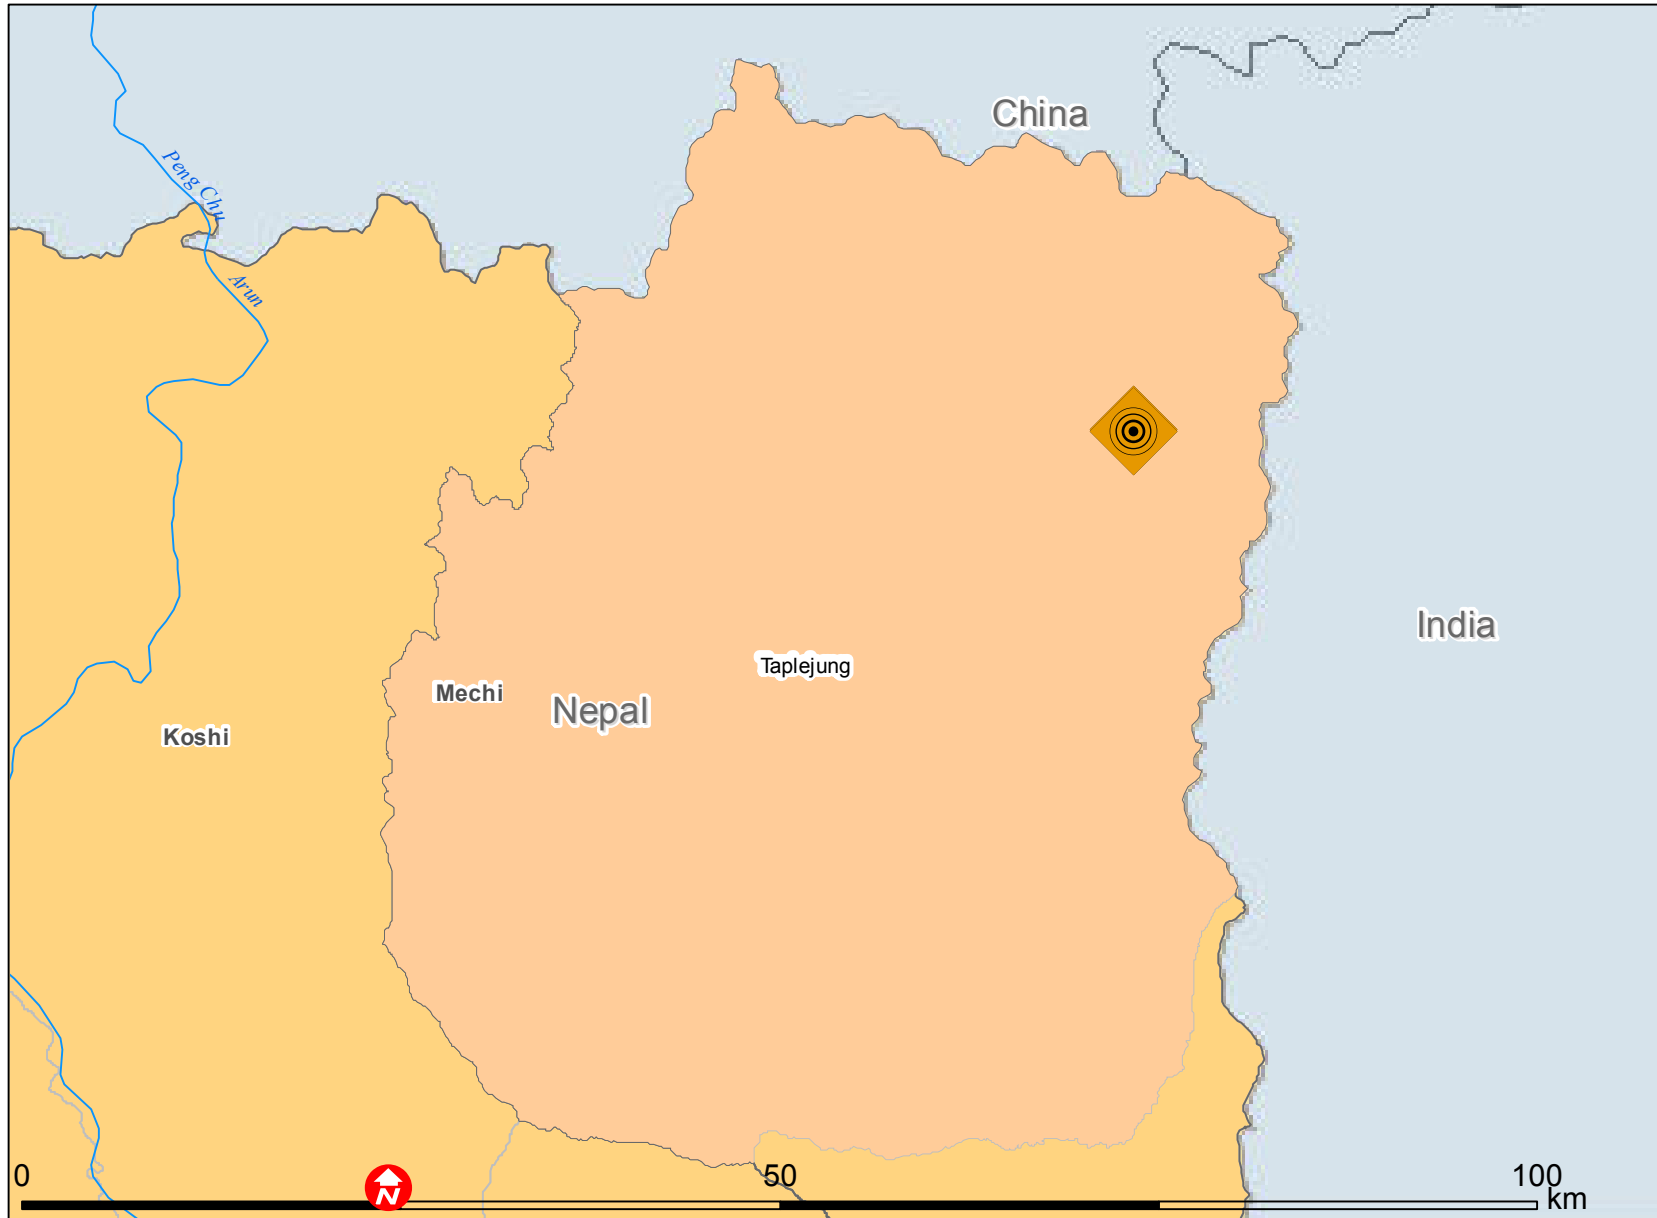 China
Peng Chu
Arun
India
Taplejung
Mechi
Nepal
Koshi
0
50
100
km
N